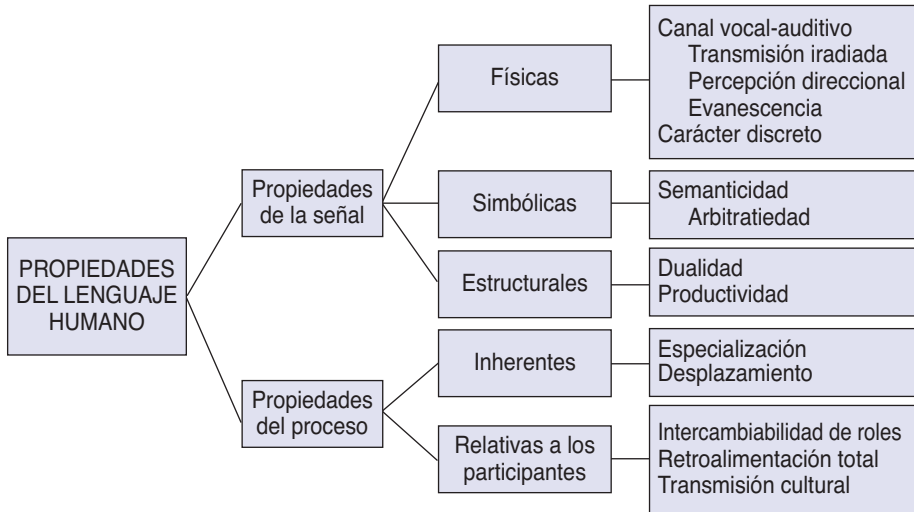 PROPIEDADES
DEL LENGUAJE
HUMANO
Propiedades
de la señal
Físicas
Canal vocal-auditivo
Transmisión iradiada
Percepción direccional
Evanescencia
Carácter discreto
Simbólicas
Semanticidad
Arbitratiedad
Estructurales
Dualidad
Productividad
Propiedades
del proceso
Inherentes
Especialización
Desplazamiento
Relativas a los
participantes
Intercambiabilidad de roles
Retroalimentación total
Transmisión cultural